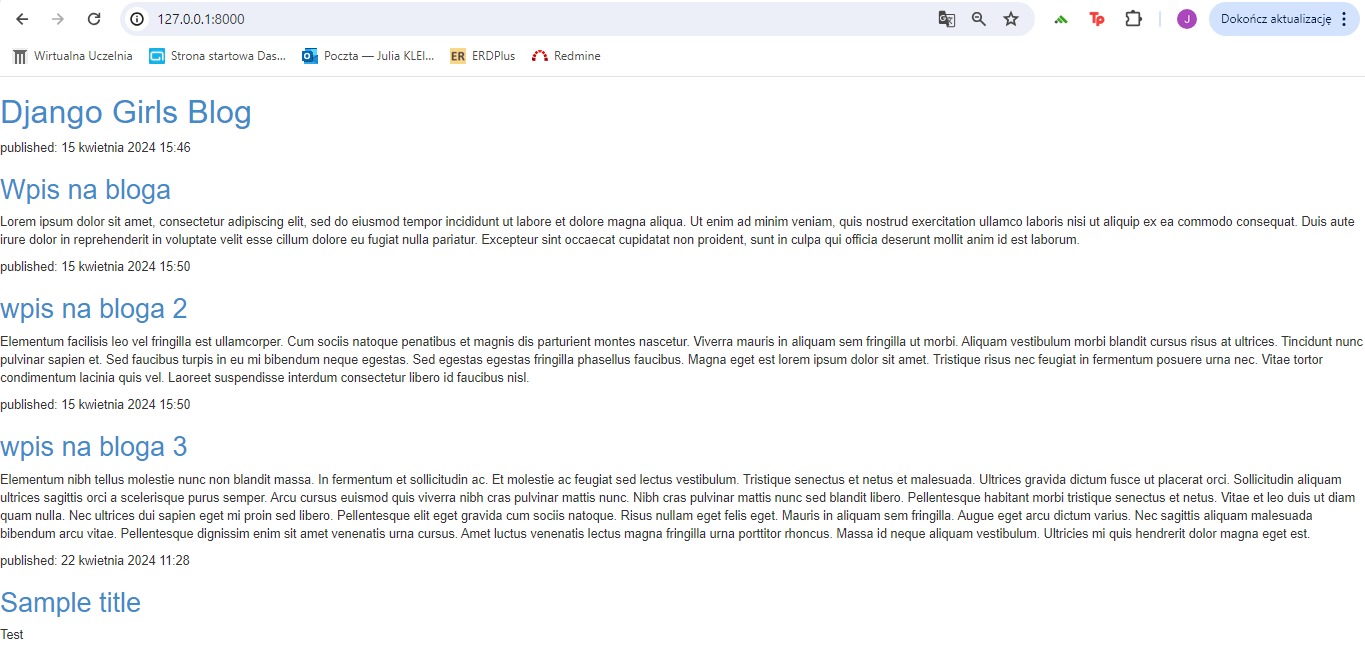 127.0.0.1:8000
Tp
J
Dokończ aktualizację
Wirtualna Uczelnia
Strona startowa Das...
Poczta — Julia KLEI...
ER ERDPlus
Redmine
Django Girls Blog
published: 15 kwietnia 2024 15:46
Wpis na bloga
Lorem ipsum dolor sit amet, consectetur adipiscing elit, sed do eiusmod tempor incididunt ut labore et dolore magna aliqua. Ut enim ad minim veniam, quis nostrud exercitation ullamco laboris nisi ut aliquip ex ea commodo consequat. Duis aute
irure dolor in reprehenderit in voluptate velit esse cillum dolore eu fugiat nulla pariatur. Excepteur sint occaecat cupidatat non proident, sunt in culpa qui officia deserunt mollit anim id est laborum.
published: 15 kwietnia 2024 15:50
wpis na bloga 2
Elementum facilisis leo vel fringilla est ullamcorper. Cum sociis natoque penatibus et magnis dis parturient montes nascetur. Viverra mauris in aliquam sem fringilla ut morbi. Aliquam vestibulum morbi blandit cursus risus at ultrices. Tincidunt nunc
pulvinar sapien et. Sed faucibus turpis in eu mi bibendum neque egestas. Sed egestas egestas fringilla phasellus faucibus. Magna eget est lorem ipsum dolor sit amet. Tristique risus nec feugiat in fermentum posuere urna nec. Vitae tortor
condimentum lacinia quis vel. Laoreet suspendisse interdum consectetur libero id faucibus nisl.
published: 15 kwietnia 2024 15:50
wpis na bloga 3
Elementum nibh tellus molestie nunc non blandit massa. In fermentum et sollicitudin ac. Et molestie ac feugiat sed lectus vestibulum. Tristique senectus et netus et malesuada. Ultrices gravida dictum fusce ut placerat orci. Sollicitudin aliquam
ultrices sagittis orci a scelerisque purus semper. Arcu cursus euismod quis viverra nibh cras pulvinar mattis nunc. Nibh cras pulvinar mattis nunc sed blandit libero. Pellentesque habitant morbi tristique senectus et netus. Vitae et leo duis ut diam
quam nulla. Nec ultrices dui sapien eget mi proin sed libero. Pellentesque elit eget gravida cum sociis natoque. Risus nullam eget felis eget. Mauris in aliquam sem fringilla. Augue eget arcu dictum varius. Nec sagittis aliquam malesuada
bibendum arcu vitae. Pellentesque dignissim enim sit amet venenatis urna cursus. Amet luctus venenatis lectus magna fringilla urna porttitor rhoncus. Massa id neque aliquam vestibulum. Ultricies mi quis hendrerit dolor magna eget est.
published: 22 kwietnia 2024 11:28
Sample title
Test